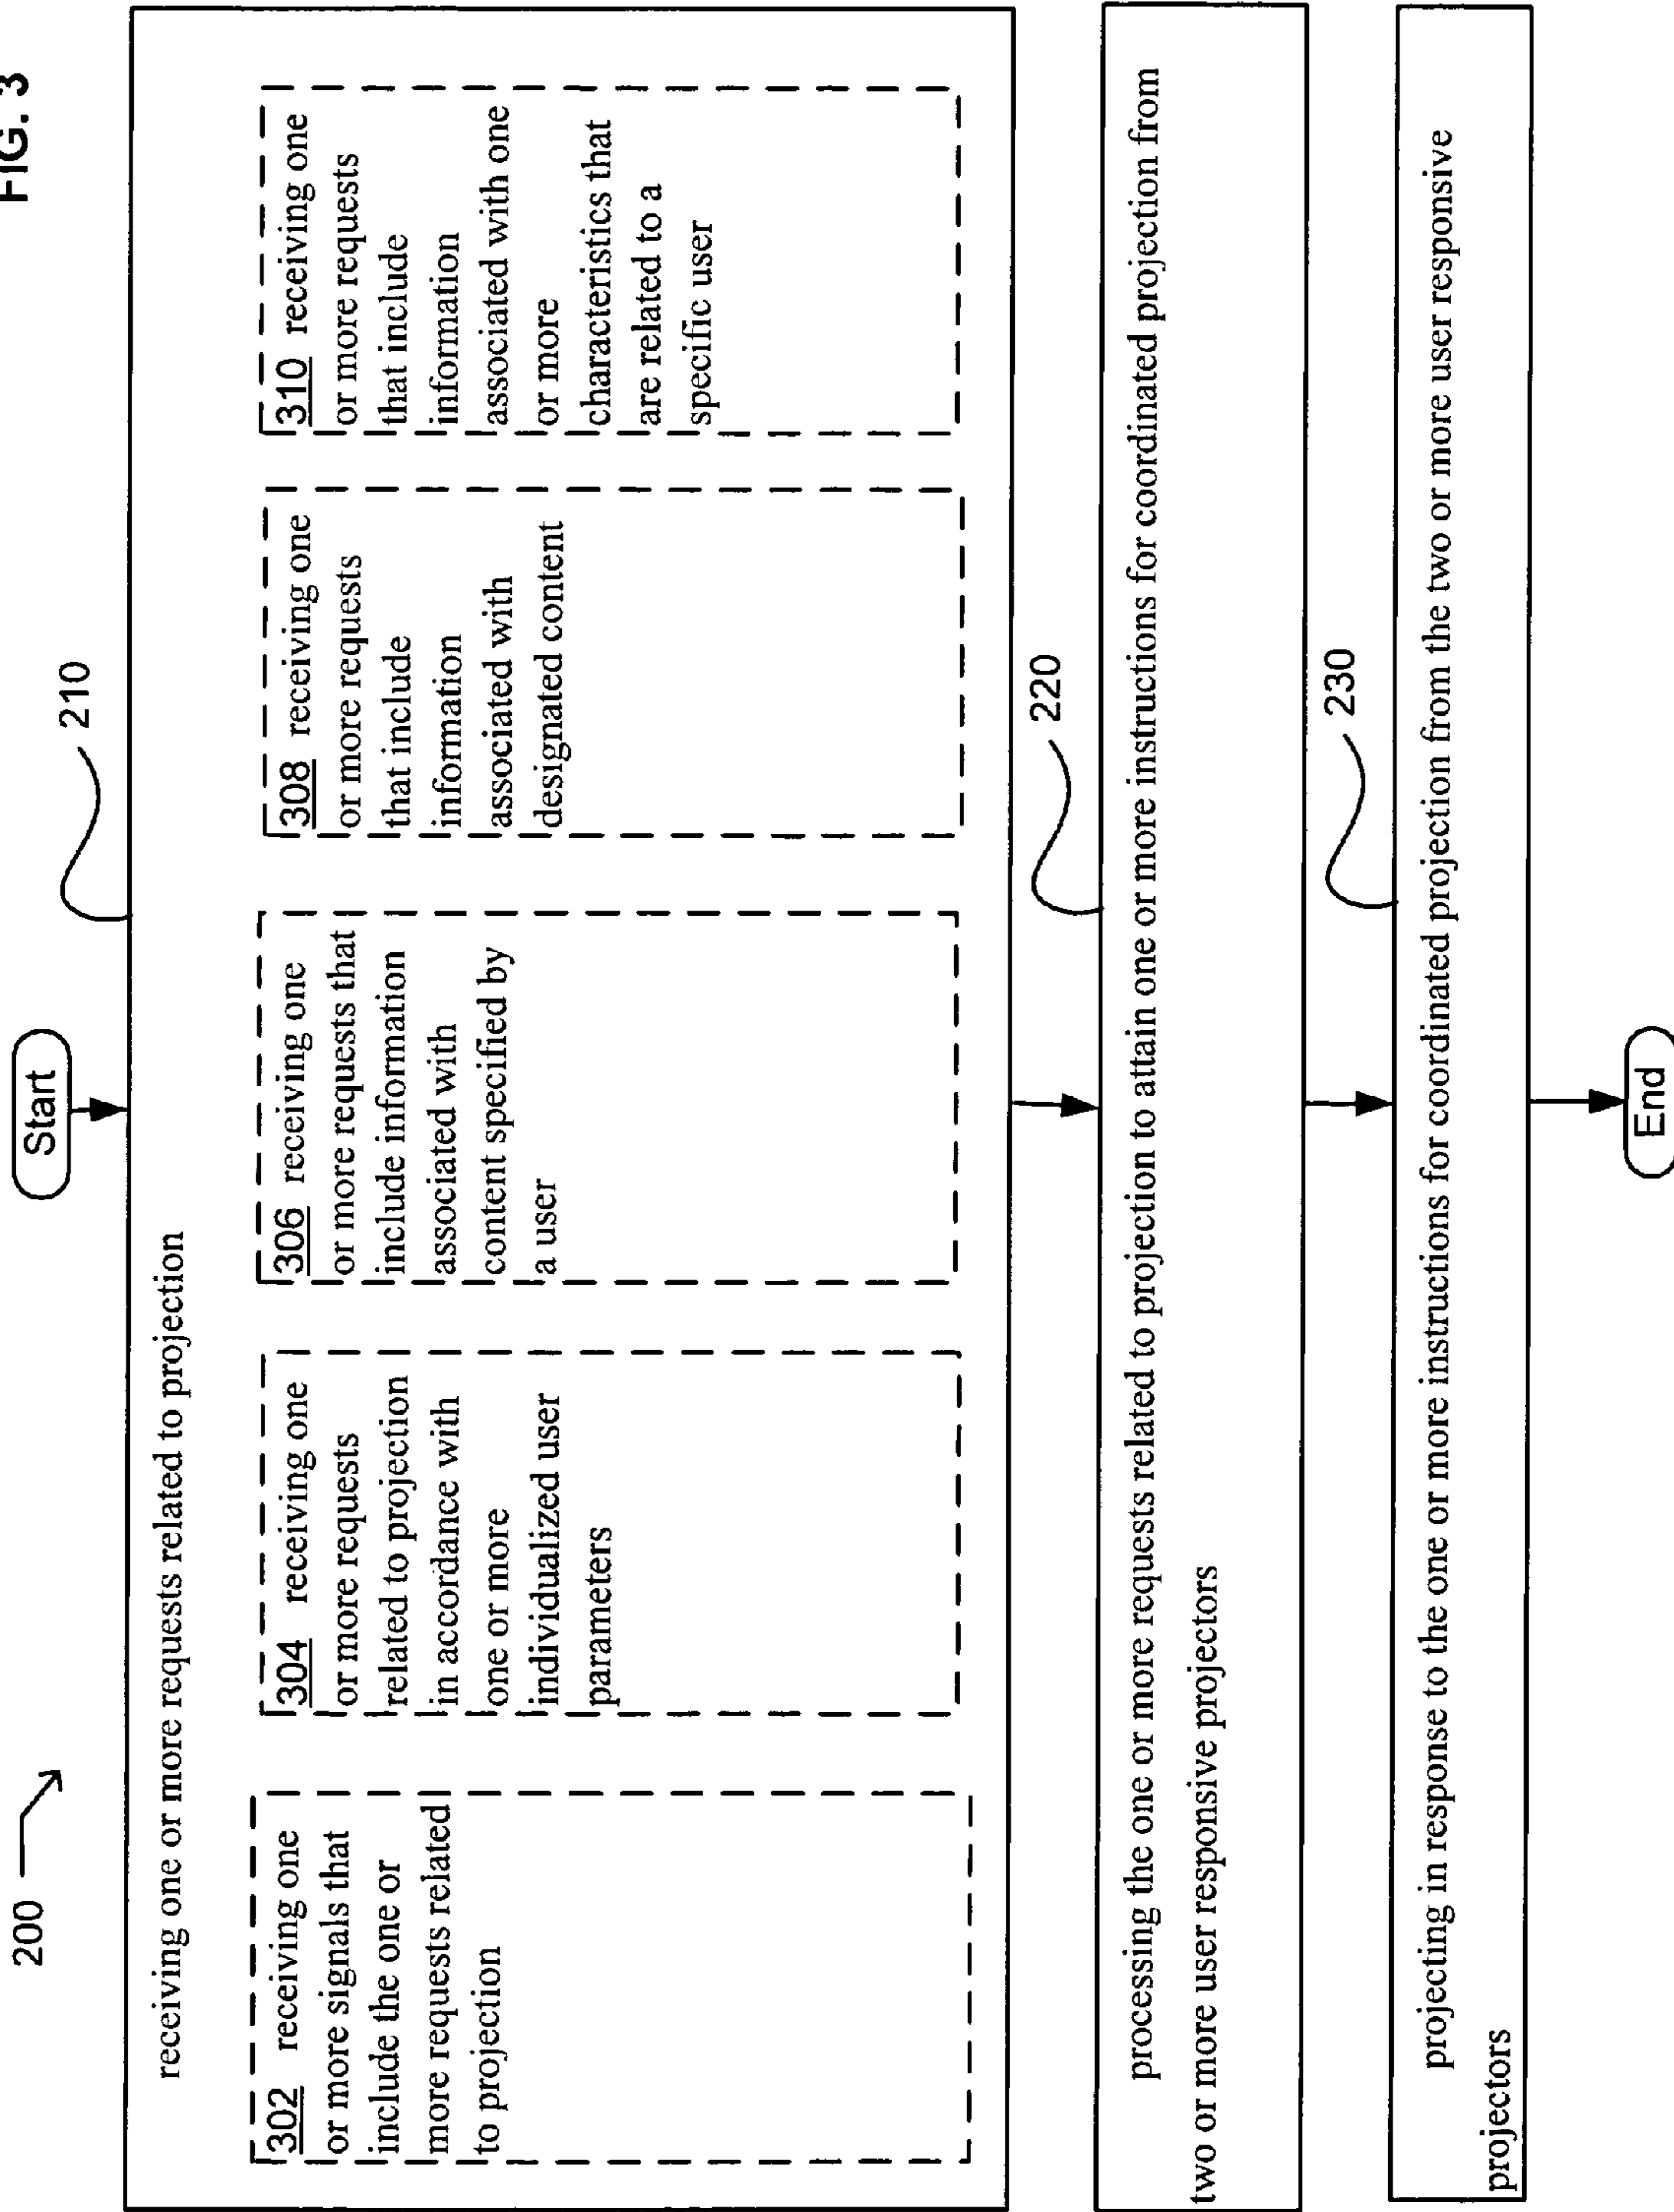 FIG. 3
200
Start
210
receiving one or more requests related to projection
302 receiving one
or more signals that
include the one or
more requests related
to projection
304 receiving one
or more requests
related to projection
in accordance with
one or more
individualized user
parameters
306 receiving one
or more requests that
include information
associated with
content specified by
a user
308 receiving one
or more requests
that include
information
associated with
designated content
310 receiving one
or more requests
that include
information
associated with one
or more
characteristics that
are related to a
specific user
220
processing the one or more requests related to projection to attain one or more instructions for coordinated projection from
two or more user responsive projectors
230
projecting in response to the one or more instructions for coordinated projection from the two or more user responsive
projectors
End